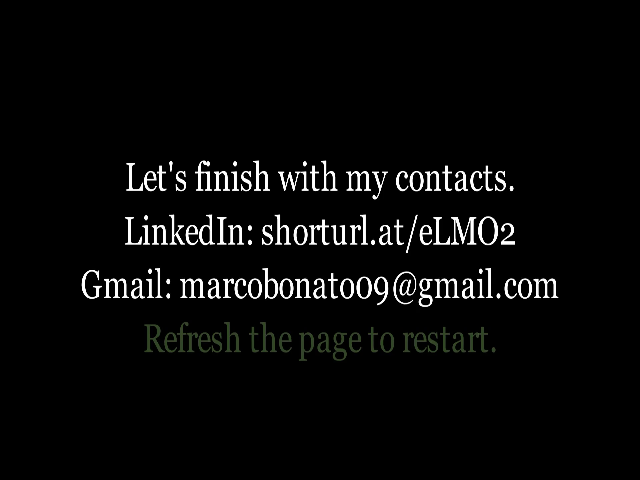 Let's finish with my contacts.
LinkedIn: shorturl.at/eLMO2
Gmail: marcobonato09@gmail.com
Refresh the page to restart.